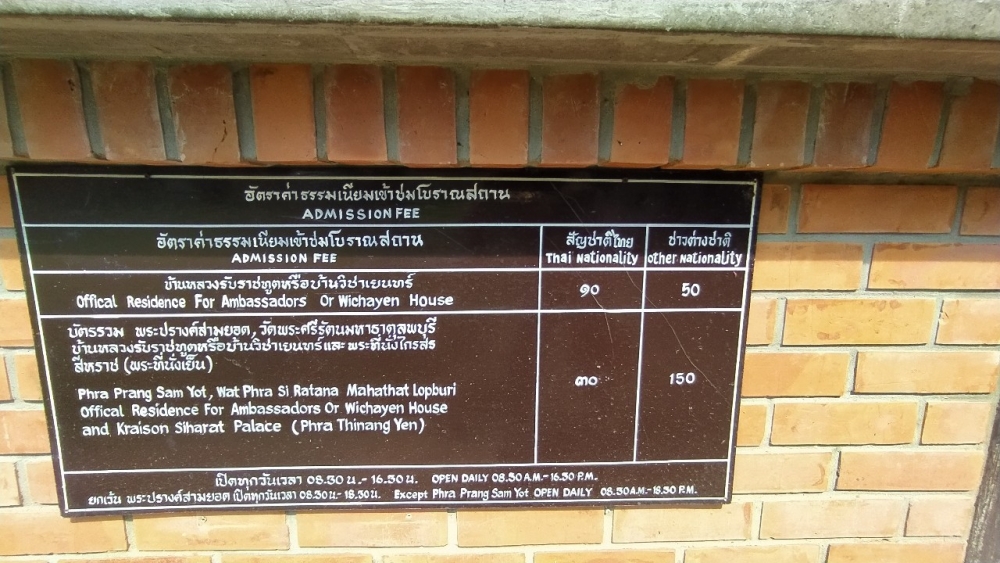 อัตราค่าธรรมเนียมเข้าชมโบราณสถาน
ADMISSION FEE
อัตราค่าธรรมเนียมเข้าชมโบราณสถาน
ADMISSION FEE
สัญชาติไทย
Thai Nationality
ชาวต่างชาติ
other Nationality
บ้านหลวงรับราชทูตหรือบ้านวิชาเยนทร์
Offical Residence For Ambassadors Or Wichayen House
๑๐
50
บัตรรวม พระปรางค์สามยอด, วัดพระศรีรัตนมหาธาตุลพบุรี
บ้านหลวงรับราชทูตหรือบ้านวิชาเยนทร์และ พระที่นั่งไกรสร
สีหราช (พระที่นั่งเย็น)
Phra Prang Sam Yot, Wat Phra Si Ratana Mahathat Lopburi
Offical Residence For Ambassadors Or Wichayen House
and Kraison Siharat Palace (Phra Thinang Yen)
๓๐
150
เปิดทุกวันเวลา 08.30 น. - 16.30 น. OPEN DAILY 08.30 A.M. - 16.30 P.M.
ยกเว้น พระปรางค์สามยอด เปิดทุกวันเวลา 08.30 น. - 18.30 น. Except Phra Prang Sam Yot OPEN DAILY 08.30 A.M. - 18.30 P.M.